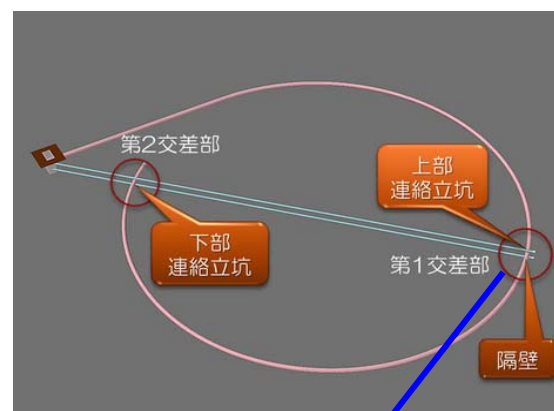 第2交差部
上部
連絡立坑
下部
連絡立坑
第1交差部
隔壁